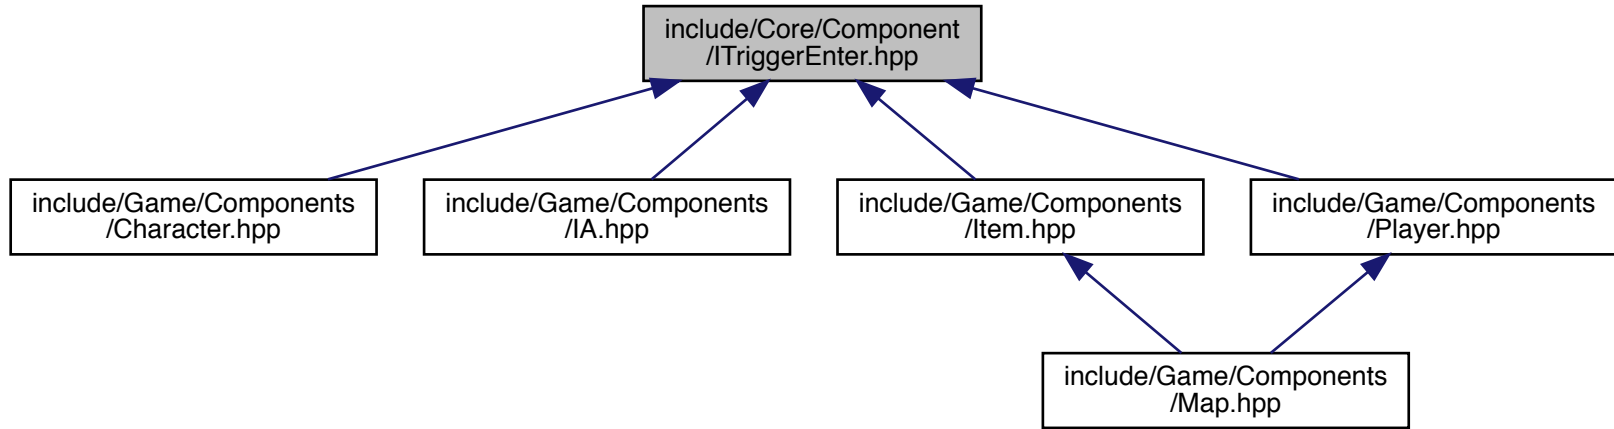 include/Core/Component
/ITriggerEnter.hpp
include/Game/Components
/Character.hpp
include/Game/Components
/IA.hpp
include/Game/Components
/Item.hpp
include/Game/Components
/Player.hpp
include/Game/Components
/Map.hpp